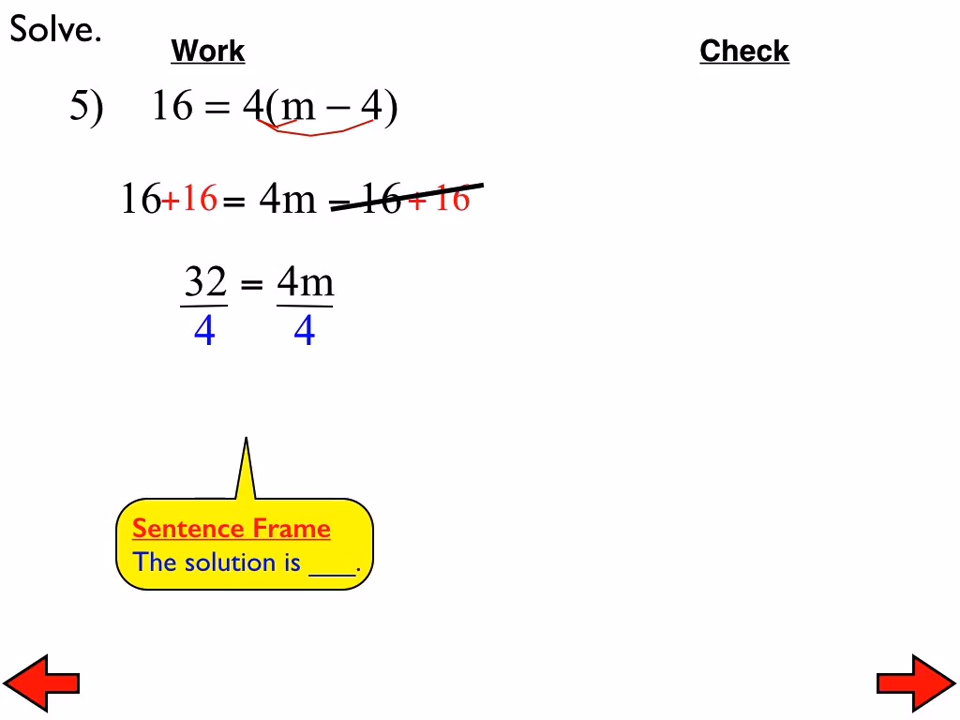 Solve.
Work
Check
5) 16 = 4(m − 4)
16 +16 = 4m − 16 + 16
32 = 4m
4 4
Sentence Frame
The solution is ___.